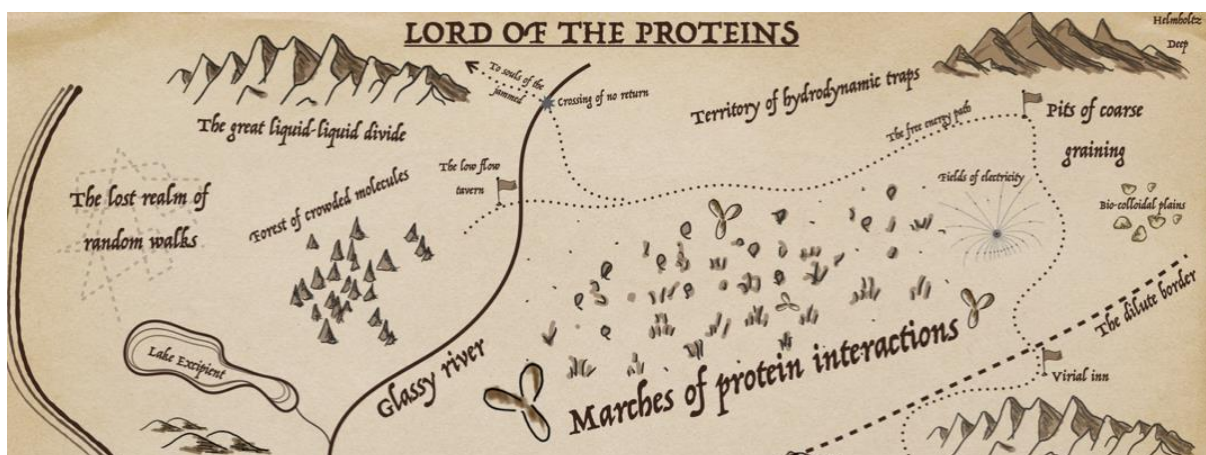 LORD OF THE PROTEINS
Helmholtz
Deep
To souls of the
jammed
Crossing of no return
Territory of hydrodynamic traps
The great liquid-liquid divide
The free energy path
Pits of coarse
graining
The low flow
tavern
Fields of electricity
The lost realm of
random walks
Forest of crowded molecules
Bio-colloidal plains
The dilute border
Lake Excipient
Glassy river
Marches of protein interactions
Virial inn